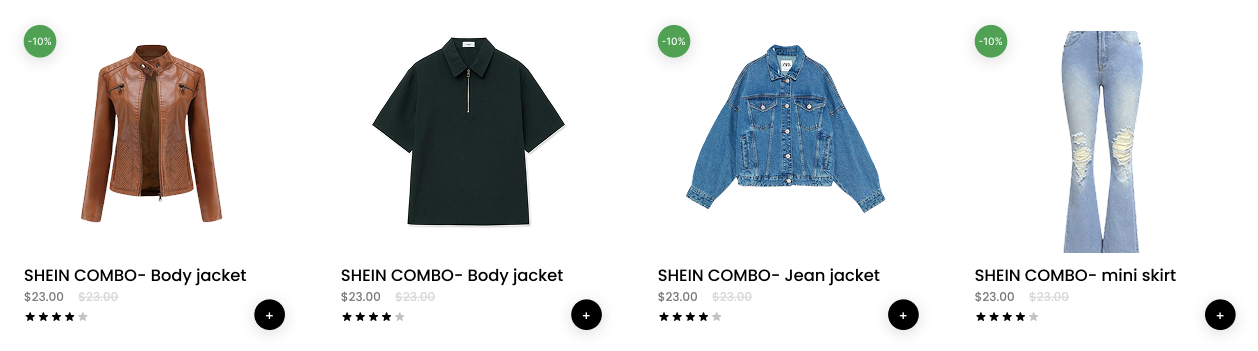 -10%
SHEIN COMBO- Body jacket
$23.00 $23.00
+
SHEIN COMBO- Body jacket
$23.00 $23.00
+
-10%
SHEIN COMBO- Jean jacket
$23.00 $23.00
+
-10%
SHEIN COMBO- mini skirt
$23.00 $23.00
+